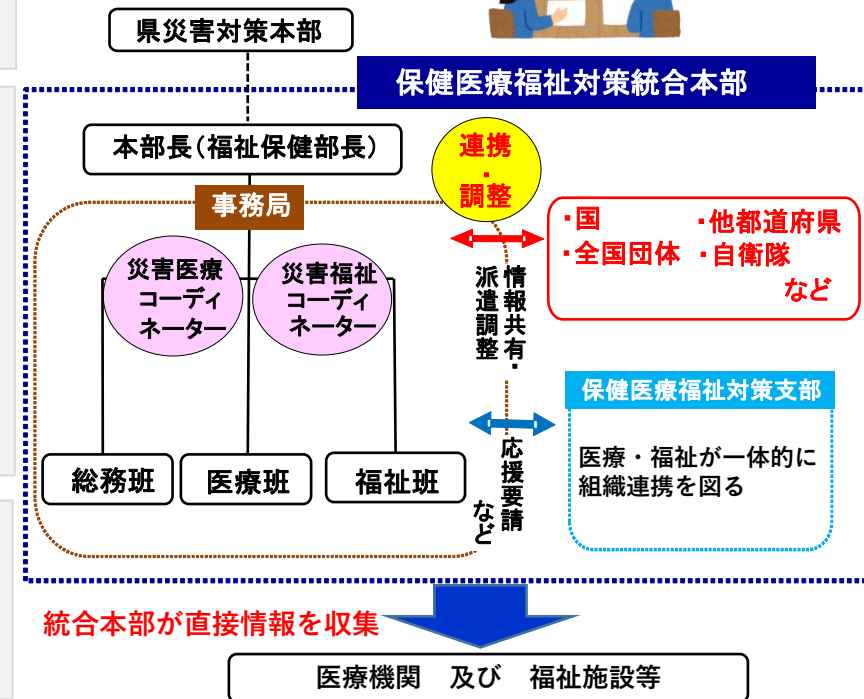 県災害対策本部
保健医療福祉対策統合本部
本部長(福祉保健部長)
連携
・
調整
事務局
・国 ・他都道府県
・全国団体 ・自衛隊
など
災害医療
コーディ
ネーター
災害福祉
コーディ
ネーター
情報共有・
派遣調整
保健医療福祉対策支部
医療・福祉が一体的に
組織連携を図る
応援要請
など
総務班
医療班
福祉班
統合本部が直接情報を収集
医療機関 及び 福祉施設等